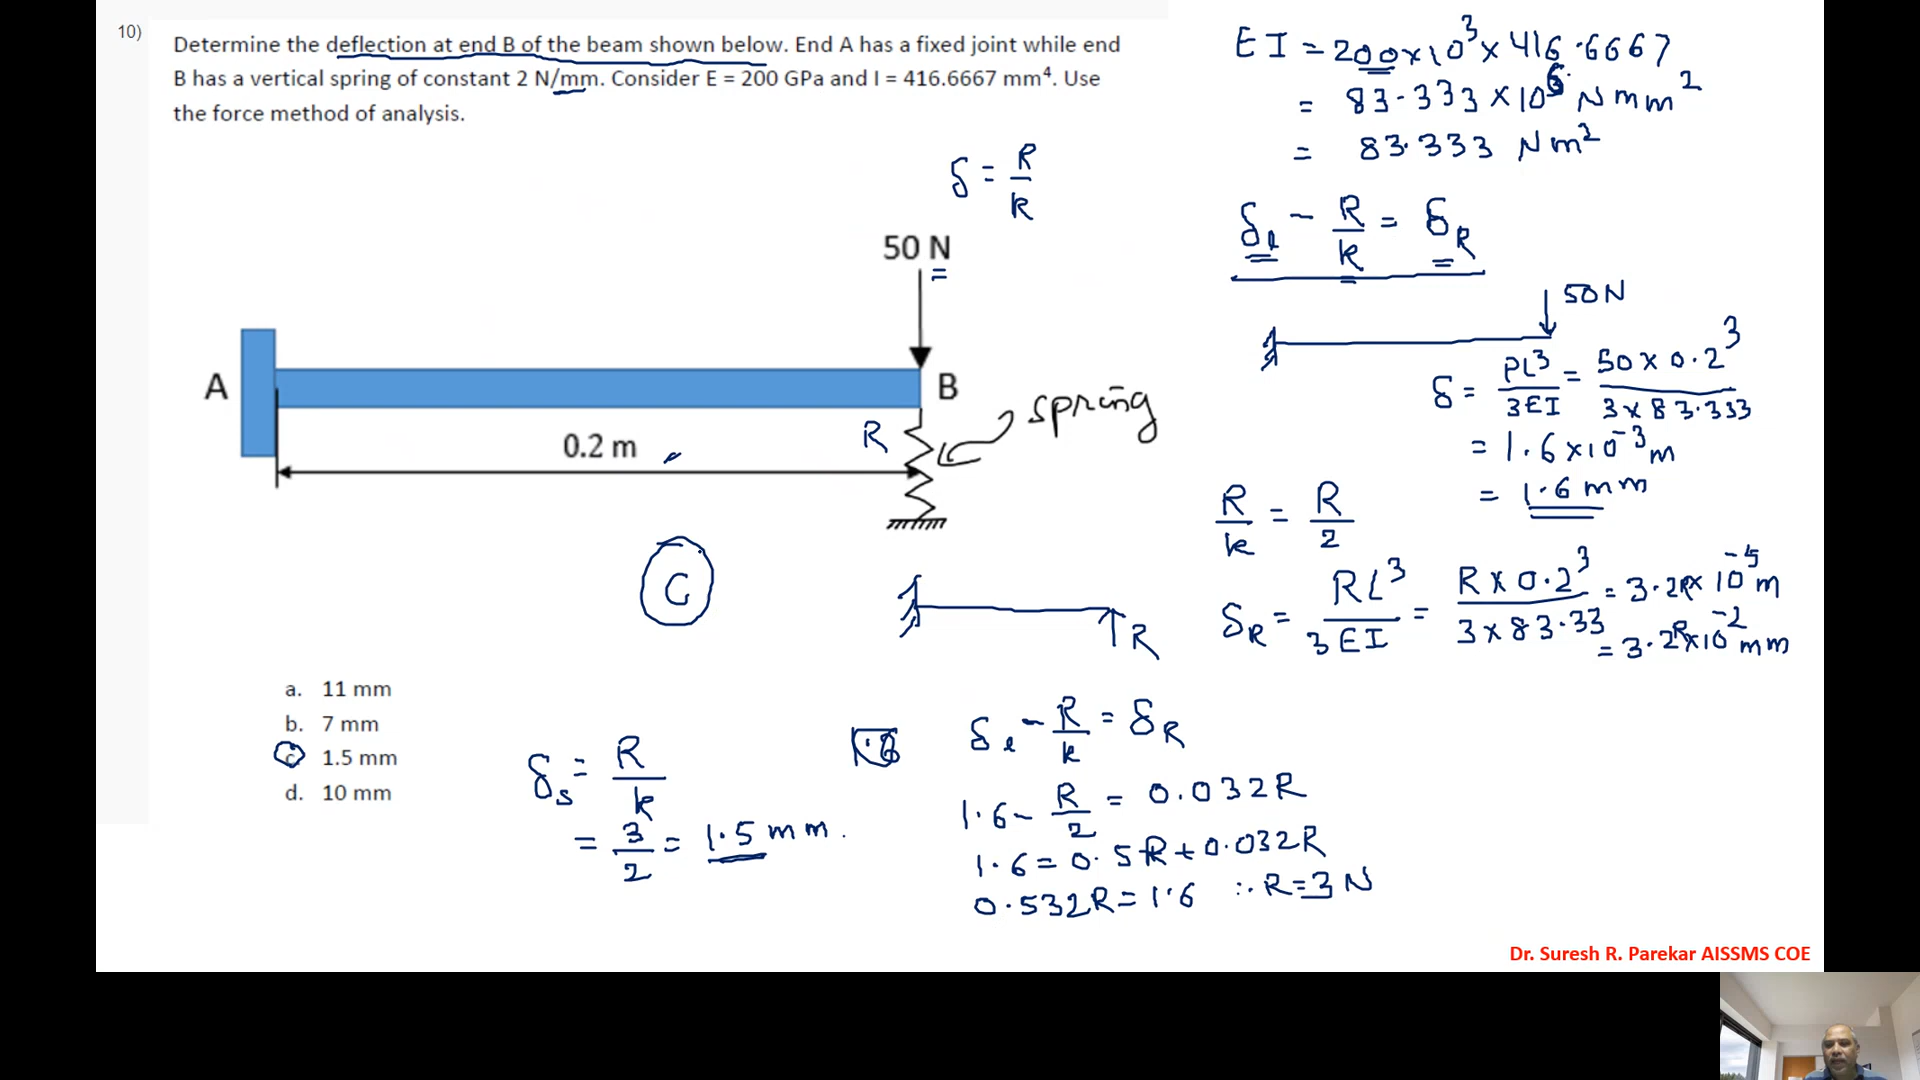 10)
Determine the deflection at end B of the beam shown below. End A has a fixed joint while end
B has a vertical spring of constant 2 N/mm. Consider E = 200 GPa and I = 416.6667 mm⁴. Use
the force method of analysis.
δ = R/k
50 N
A
B
0.2 m
R
spring
C
R
a. 11 mm
b. 7 mm
c. 1.5 mm
d. 10 mm
δs = R/k
= 3/2 = 1.5 mm.
EI = 200×10³ × 416.6667
= 83.333 × 10⁶ N mm²
= 83.333 Nm²
δl - R/k = δR
50 N
δ = PL³/3EI = 50 × 0.2³/3 × 83.333
= 1.6 × 10⁻³ m
= 1.6 mm
R/k = R/2
δR = RL³/3EI = R × 0.2³/3 × 83.33 = 3.2R × 10⁻⁵ m
= 3.2R × 10⁻² mm
δl - R/k = δR
1.6 - R/2 = 0.032R
1.6 = 0.5R + 0.032R
0.532R = 1.6 ∴ R = 3 N
Dr. Suresh R. Parekar AISSMS COE